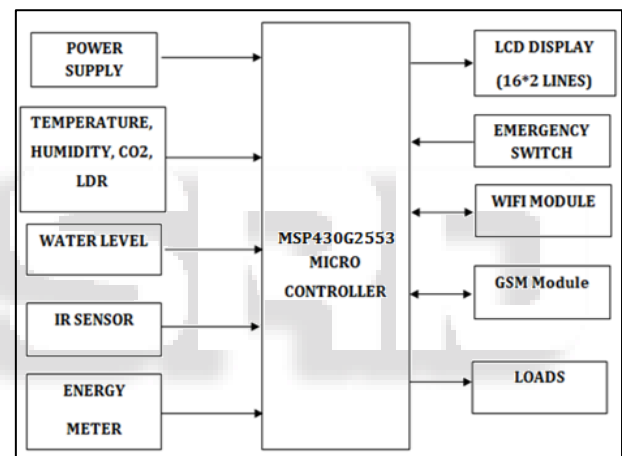 POWER
SUPPLY
TEMPERATURE,
HUMIDITY, CO2,
LDR
WATER LEVEL
IR SENSOR
ENERGY
METER
MSP430G2553
MICRO
CONTROLLER
LCD DISPLAY
(16*2 LINES)
EMERGENCY
SWITCH
WIFI MODULE
GSM Module
LOADS